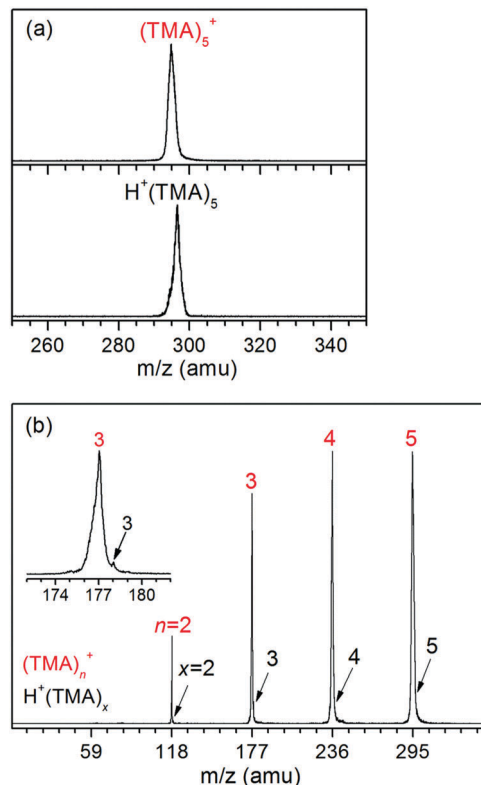 (a)
(TMA)₅⁺
H⁺(TMA)₅
260 280 300 320 340
m/z (amu)
(b)
3 4 5
3
n=2
x=2
3 4 5
(TMA)ₙ⁺
H⁺(TMA)ₓ
174 177 180
3
59 118 177 236 295
m/z (amu)